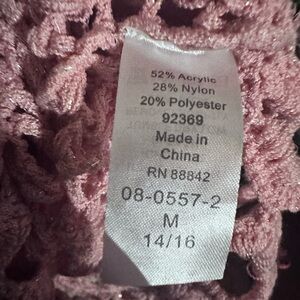 52% Acrylic
28% Nylon
20% Polyester
92369
Made in
China
RN 88842
08-0557-2
M
14/16